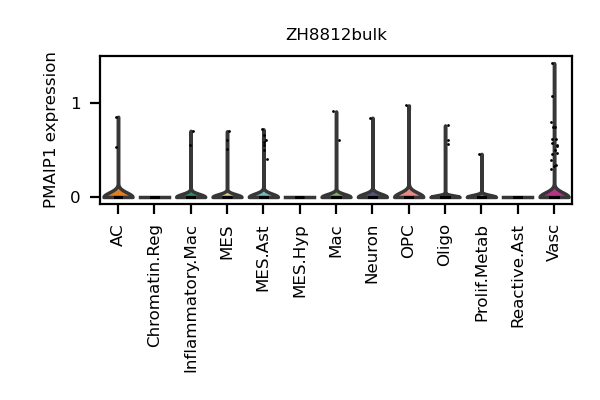 ZH8812bulk
PMAIP1 expression
1
0
AC
Chromatin.Reg
Inflammatory.Mac
MES
MES.Ast
MES.Hyp
Mac
Neuron
OPC
Oligo
Prolif.Metab
Reactive.Ast
Vasc